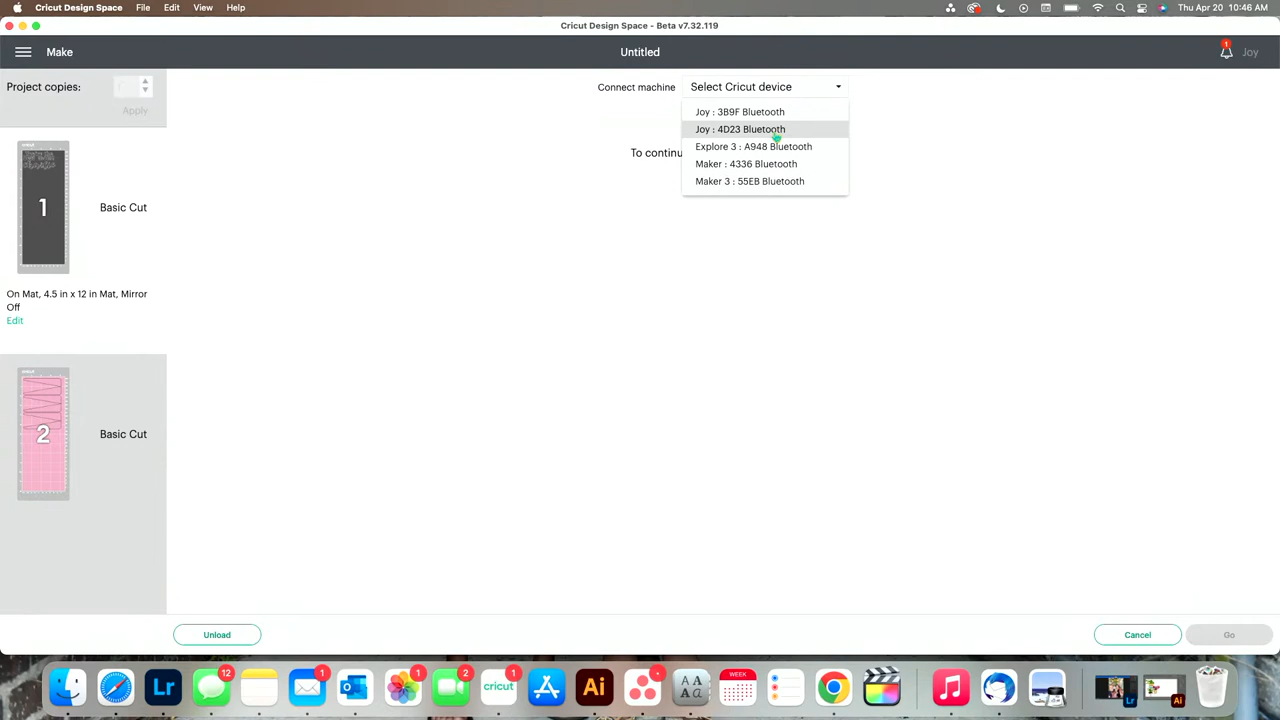 Cricut Design Space File Edit View Help Thu Apr 20 10:46 AM
Cricut Design Space - Beta v7.32.119
Make Untitled 1 Joy
Project copies:
Apply
Connect machine Select Cricut device
Joy : 3B9F Bluetooth
Joy : 4D23 Bluetooth
Explore 3 : A948 Bluetooth
Maker : 4336 Bluetooth
Maker 3 : 55EB Bluetooth
To continu
1 Basic Cut
On Mat, 4.5 in x 12 in Mat, Mirror
Off
Edit
2 Basic Cut
Unload Cancel Go
Lr 12 1 1 2 cricut 1 Ai A A A A WEEK Lr Ai